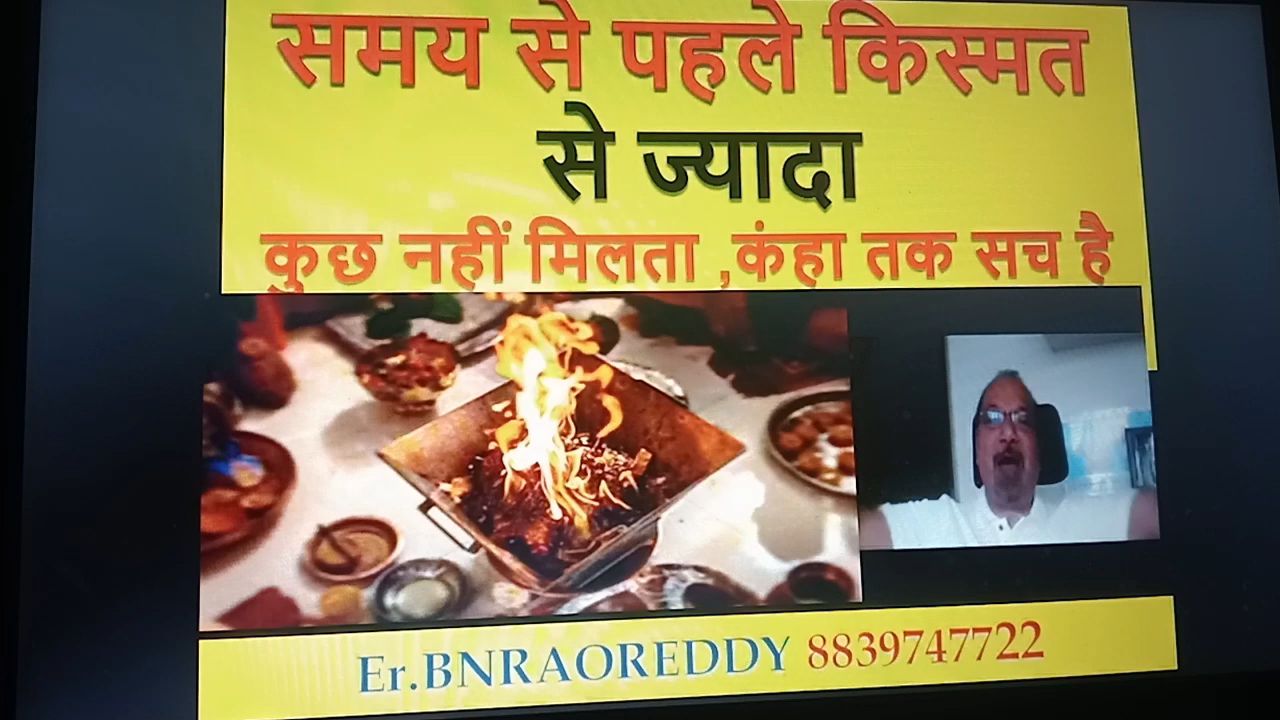 समय से पहले किस्मत
से ज्यादा
कुछ नहीं मिलता ,कंहा तक सच है
Er.BNRAOREDDY 8839747722